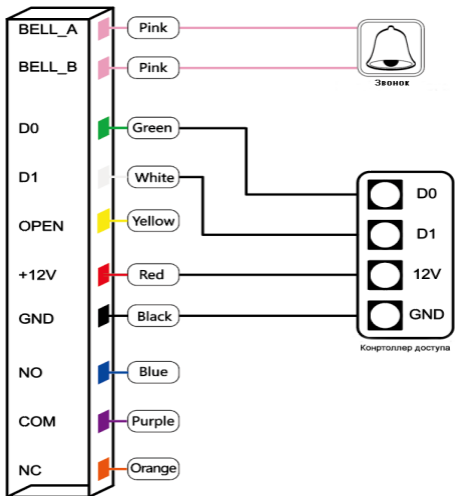 BELL_A Pink
BELL_B Pink
Звонок
D0 Green
D1 White
OPEN Yellow
+12V Red
GND Black
NO Blue
COM Purple
NC Orange
D0
D1
12V
GND
Конртоллер доступа